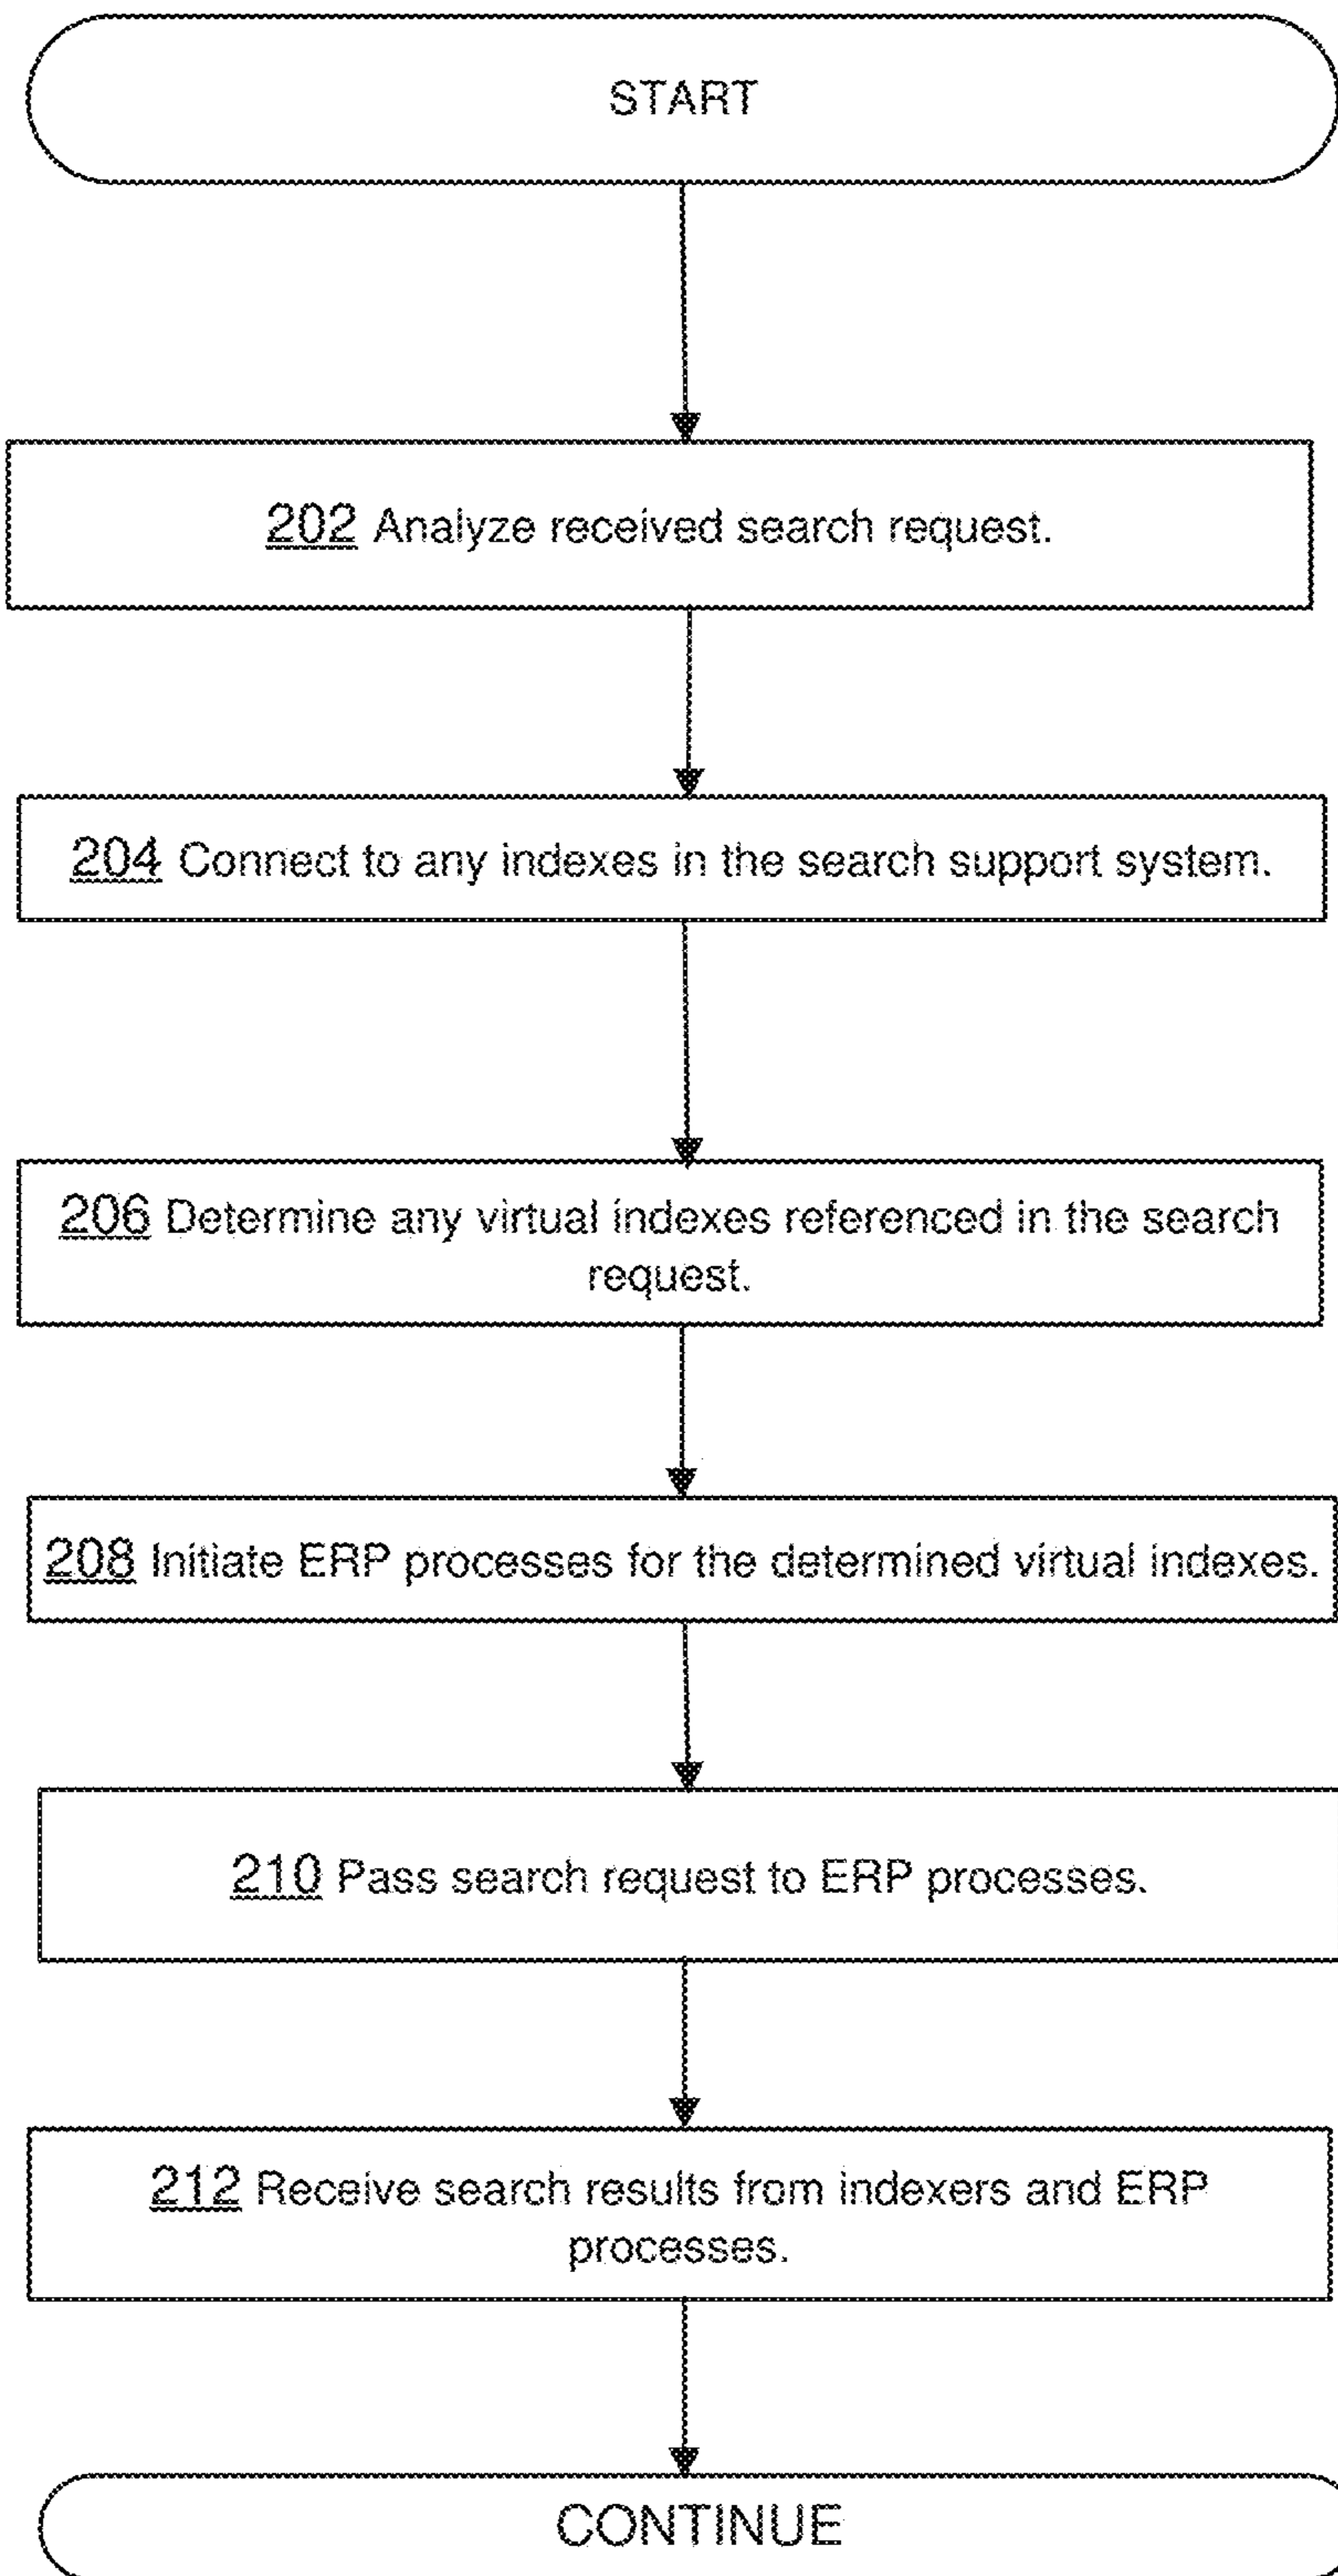 START
202 Analyze received search request.
204 Connect to any indexes in the search support system.
206 Determine any virtual indexes referenced in the search
request.
208 Initiate ERP processes for the determined virtual indexes.
210 Pass search request to ERP processes.
212 Receive search results from indexers and ERP
processes.
CONTINUE